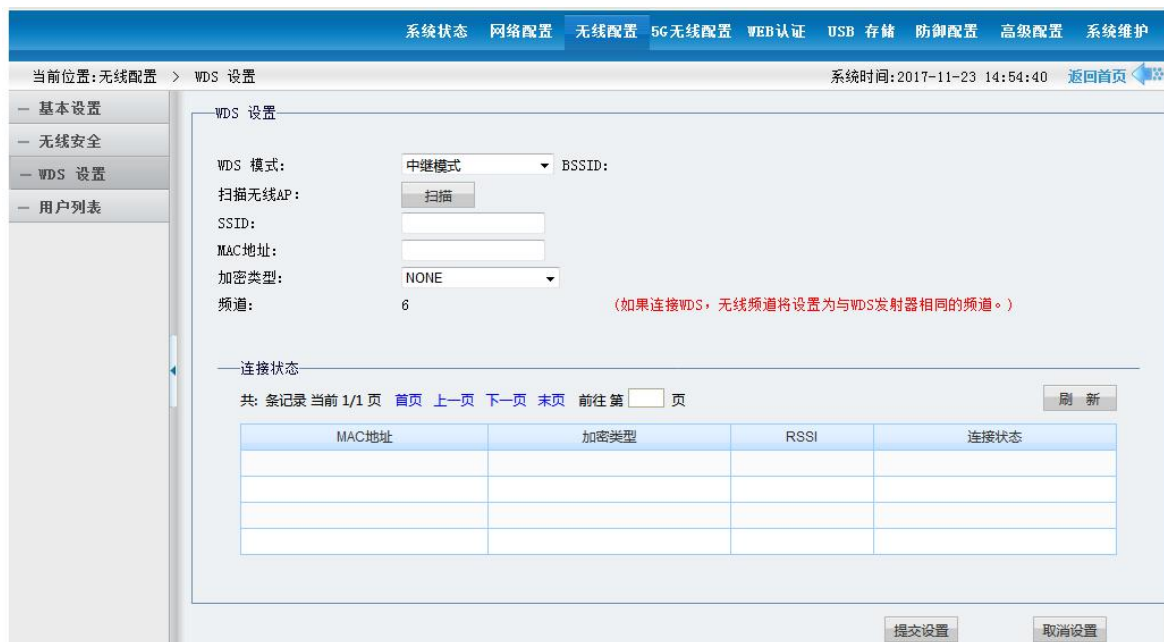 系统状态 网络配置 无线配置 5G无线配置 WEB认证 USB 存储 防御配置 高级配置 系统维护
当前位置:无线配置 > WDS 设置 系统时间:2017-11-23 14:54:40 返回首页
— 基本设置
— 无线安全
— WDS 设置
— 用户列表
WDS 设置
WDS 模式: 中继模式 BSSID:
扫描无线AP: 扫描
SSID:
MAC地址:
加密类型: NONE
频道: 6 (如果连接WDS，无线频道将设置为与WDS发射器相同的频道。)
连接状态
共: 条记录 当前 1/1 页 首页 上一页 下一页 末页 前往 第 页 刷 新
MAC地址 加密类型 RSSI 连接状态
提交设置 取消设置